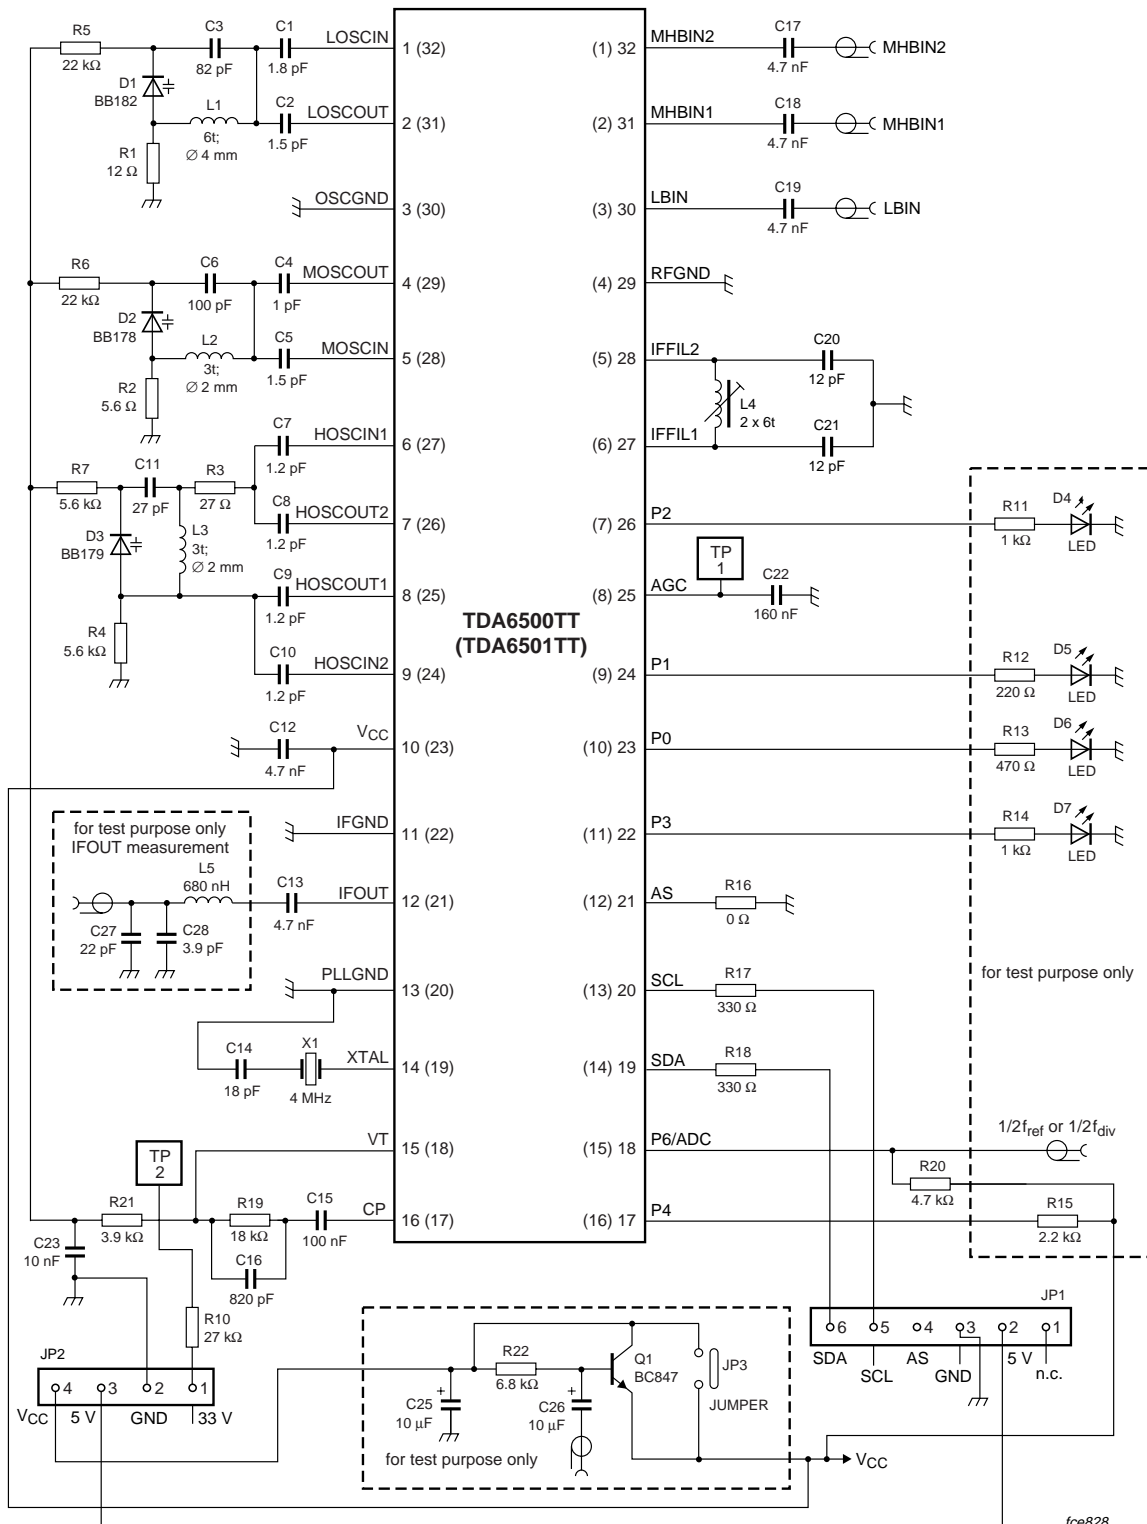 R5
22 kΩ
C3
82 pF
C1
1.8 pF
LOSCIN
1 (32)
D1
BB182
L1
6t;
Ø 4 mm
C2
1.5 pF
LOSCOUT
2 (31)
R1
12 Ω
OSCGND
3 (30)
R6
22 kΩ
C6
100 pF
C4
1 pF
MOSCOUT
4 (29)
D2
BB178
L2
3t;
Ø 2 mm
C5
1.5 pF
MOSCIN
5 (28)
R2
5.6 Ω
C7
1.2 pF
HOSCIN1
6 (27)
R7
5.6 kΩ
C11
27 pF
R3
27 Ω
C8
1.2 pF
HOSCOUT2
7 (26)
D3
BB179
L3
3t;
Ø 2 mm
C9
1.2 pF
HOSCOUT1
8 (25)
R4
5.6 kΩ
C10
1.2 pF
HOSCIN2
9 (24)
C12
4.7 nF
VCC
10 (23)
for test purpose only
IFOUT measurement
L5
680 nH
C27
22 pF
C28
3.9 pF
C13
4.7 nF
IFGND
11 (22)
IFOUT
12 (21)
PLLGND
13 (20)
C14
18 pF
X1
4 MHz
XTAL
14 (19)
TP
2
VT
15 (18)
R21
3.9 kΩ
R19
18 kΩ
C15
100 nF
CP
16 (17)
C23
10 nF
C16
820 pF
R10
27 kΩ
TDA6500TT
(TDA6501TT)
(1) 32
MHBIN2
C17
4.7 nF
MHBIN2
(2) 31
MHBIN1
C18
4.7 nF
MHBIN1
(3) 30
LBIN
C19
4.7 nF
LBIN
(4) 29
RFGND
(5) 28
IFFIL2
C20
12 pF
L4
2 x 6t
(6) 27
IFFIL1
C21
12 pF
(7) 26
P2
R11
1 kΩ
D4
LED
TP
1
(8) 25
AGC
C22
160 nF
(9) 24
P1
R12
220 Ω
D5
LED
(10) 23
P0
R13
470 Ω
D6
LED
(11) 22
P3
R14
1 kΩ
D7
LED
(12) 21
AS
R16
0 Ω
for test purpose only
(13) 20
SCL
R17
330 Ω
(14) 19
SDA
R18
330 Ω
(15) 18
P6/ADC
1/2fref or 1/2fdiv
R20
4.7 kΩ
(16) 17
P4
R15
2.2 kΩ
JP2
4 3 2 1
VCC 5 V GND 33 V
R22
6.8 kΩ
C25
+
10 µF
C26
+
10 µF
Q1
BC847
JP3
JUMPER
for test purpose only
JP1
6 5 4 3 2 1
SDA SCL AS GND 5 V n.c.
VCC
fce828